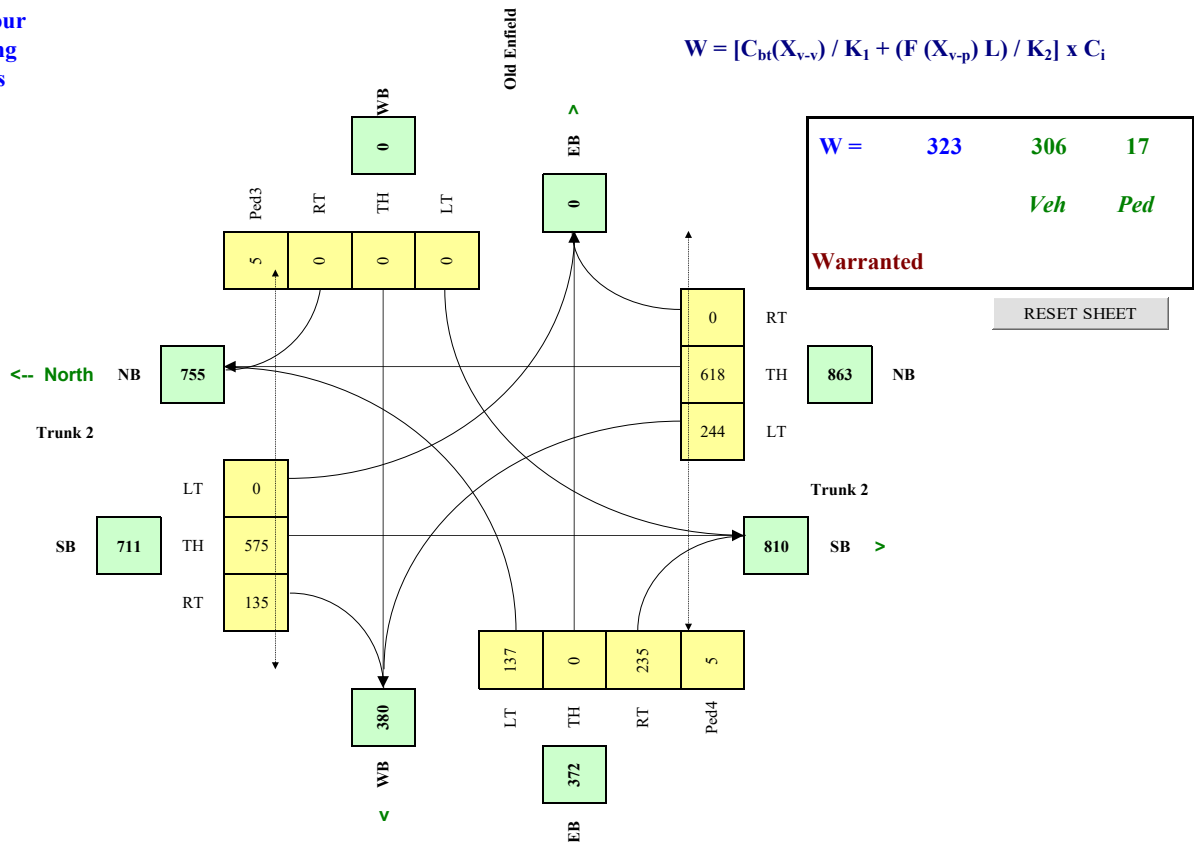 our
ng
s
Old Enfield
W = [Cbt(Xv-v) / K1 + (F (Xv-p) L) / K2] x Ci
WB
0
^
EB
0
W = 323 306 17
Veh Ped
Warranted
RESET SHEET
Ped3 RT TH LT
5 0 0 0
0 RT
618 TH 863 NB
244 LT
<-- North NB 755
Trunk 2
Trunk 2
LT 0
SB 711 TH 575
RT 135
810 SB >
137 0 235 5
LT TH RT Ped4
380
WB
v
372
EB